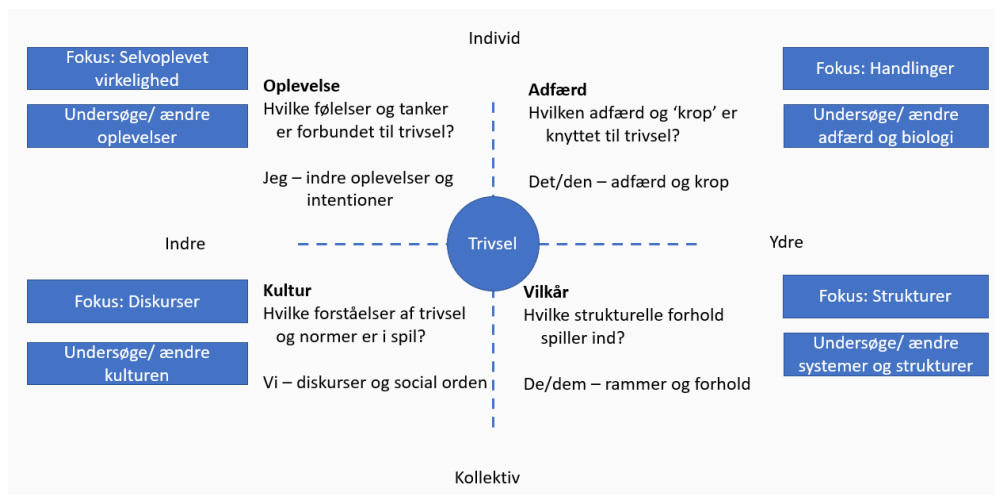 Individ
Fokus: Selvoplevet
virkelighed
Undersøge/ ændre
oplevelser
Oplevelse
Hvilke følelser og tanker
er forbundet til trivsel?
Jeg – indre oplevelser og
intentioner
Adfærd
Hvilken adfærd og ‘krop’ er
knyttet til trivsel?
Det/den – adfærd og krop
Fokus: Handlinger
Undersøge/ ændre
adfærd og biologi
Indre
Trivsel
Ydre
Fokus: Diskurser
Undersøge/ ændre
kulturen
Kultur
Hvilke forståelser af trivsel
og normer er i spil?
Vi – diskurser og social orden
Vilkår
Hvilke strukturelle forhold
spiller ind?
De/dem – rammer og forhold
Fokus: Strukturer
Undersøge/ ændre
systemer og strukturer
Kollektiv